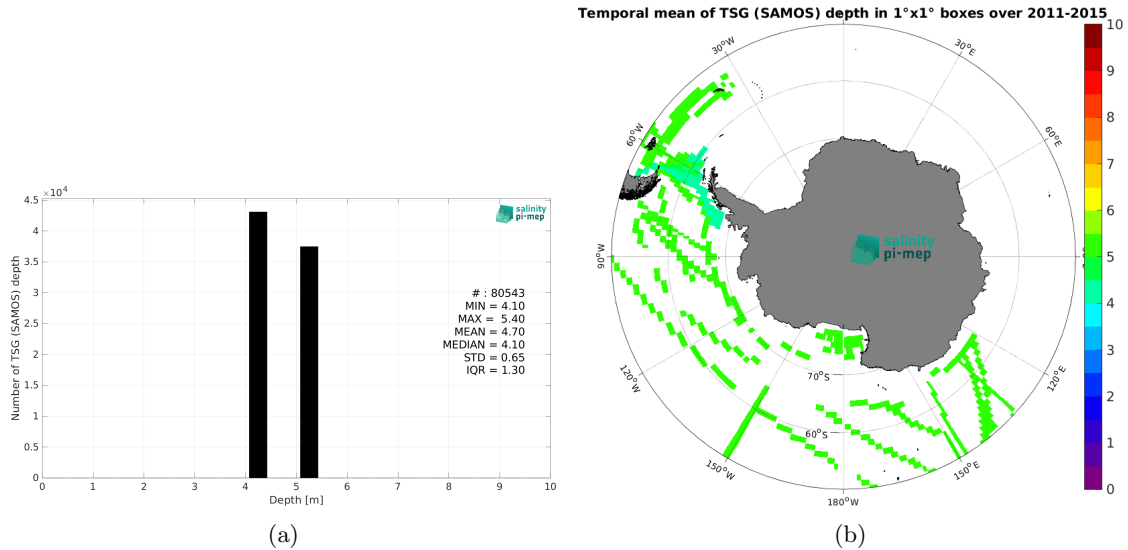 Temporal mean of TSG (SAMOS) depth in 1°x1° boxes over 2011-2015
×10⁴
4.5
4
3.5
3
2.5
2
1.5
1
0.5
0
Number of TSG (SAMOS) depth
0 1 2 3 4 5 6 7 8 9 10
Depth [m]
salinity
pi-mep
# : 80543
MIN = 4.10
MAX = 5.40
MEAN = 4.70
MEDIAN = 4.10
STD = 0.65
IQR = 1.30
(a)
30°W
30°E
60°W
60°E
90°W
120°W
120°E
150°W
150°E
180°W
70°S
60°S
salinity
pi-mep
10
9
8
7
6
5
4
3
2
1
0
(b)